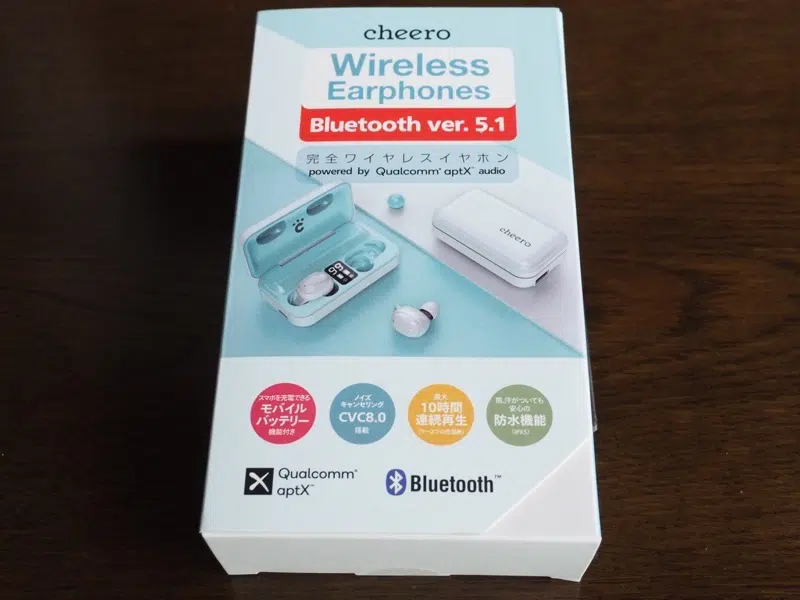 cheero
Wireless
Earphones
Bluetooth ver. 5.1
完全ワイヤレスイヤホン
powered by Qualcomm® aptX™ audio
cheero
スマホを充電できる
モバイル
バッテリー
機能付き
ノイズ
キャンセリング
CVC8.0
搭載
最大
10時間
連続再生
雨、汗がついても
安心の
防水機能
(IPX5)
Qualcomm®
aptX™
Bluetooth™